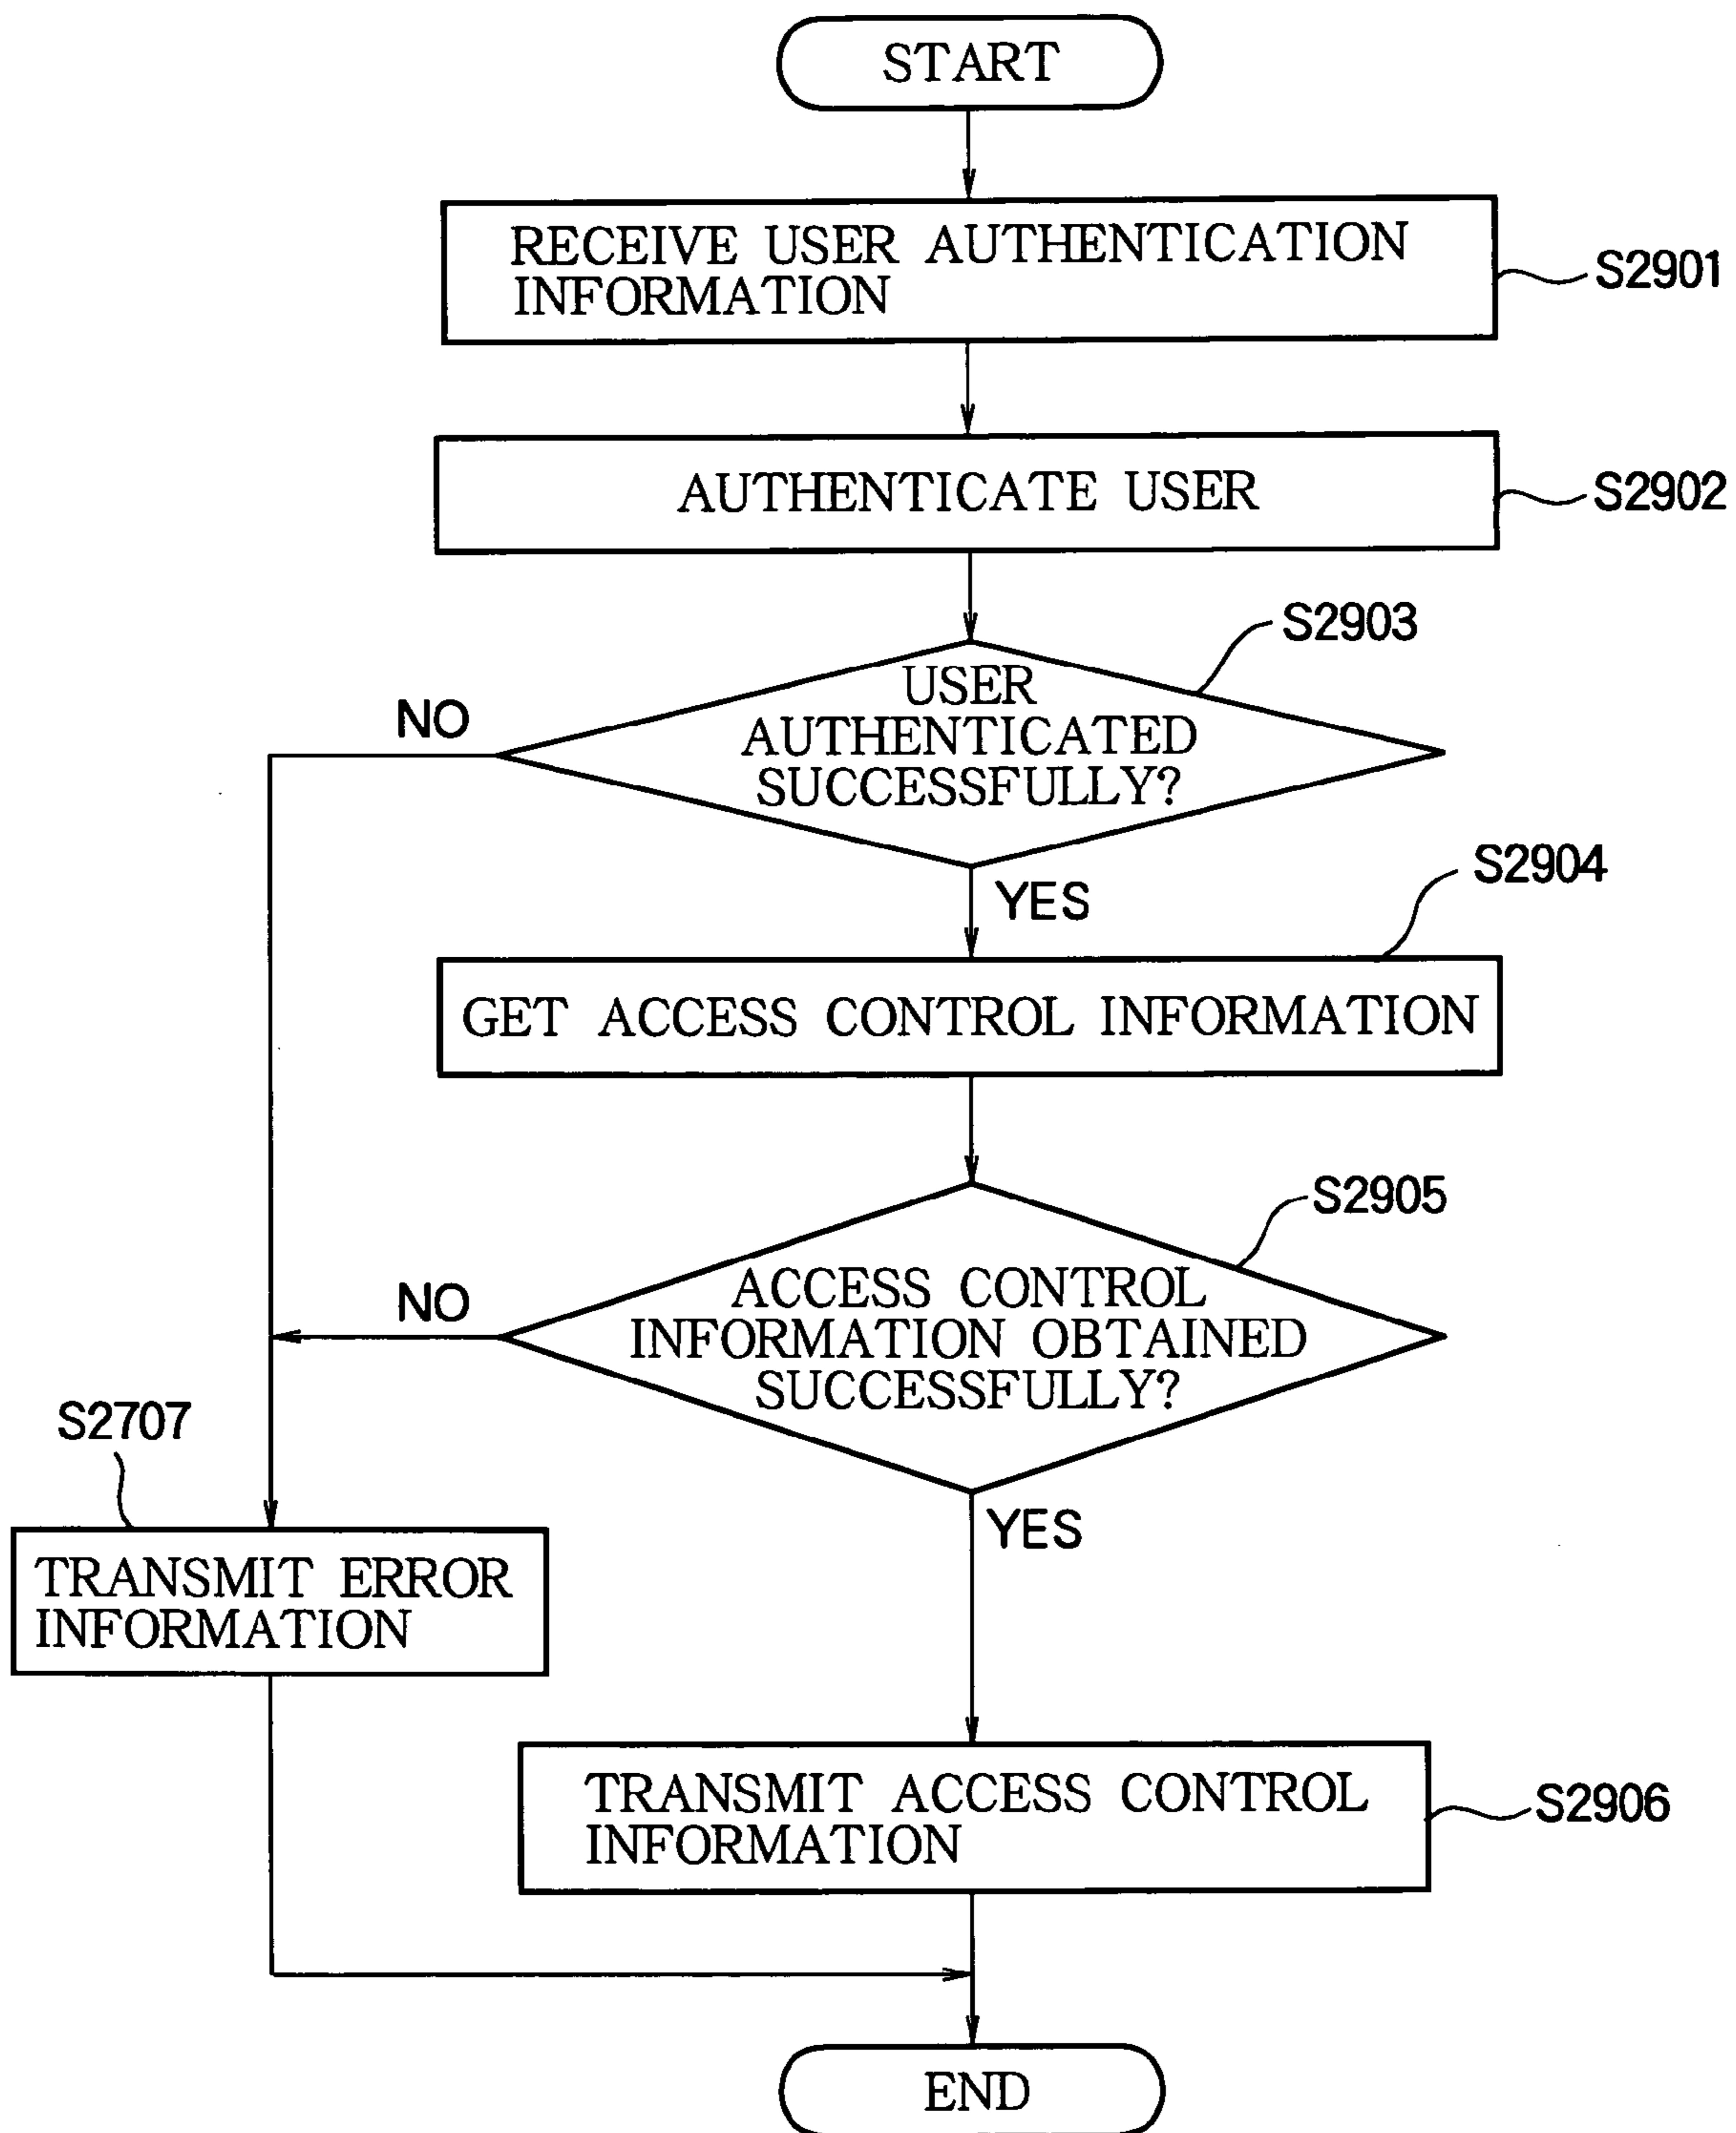 START
RECEIVE USER AUTHENTICATION
INFORMATION
S2901
AUTHENTICATE USER
S2902
S2903
USER
AUTHENTICATED
SUCCESSFULLY?
NO
YES
S2904
GET ACCESS CONTROL INFORMATION
S2905
ACCESS CONTROL
INFORMATION OBTAINED
SUCCESSFULLY?
NO
YES
S2707
TRANSMIT ERROR
INFORMATION
TRANSMIT ACCESS CONTROL
INFORMATION
S2906
END